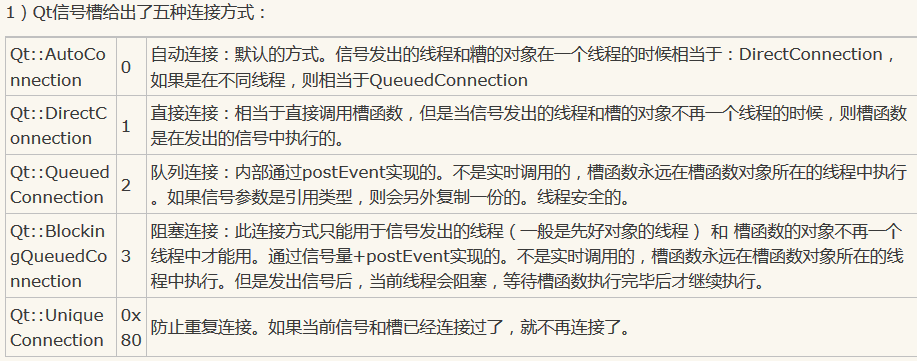 1）Qt信号槽给出了五种连接方式：
Qt::AutoCo
nnection
0
自动连接：默认的方式。信号发出的线程和糟的对象在一个线程的时候相当于：DirectConnection，
如果是在不同线程，则相当于QueuedConnection
Qt::DirectC
onnection
1
直接连接：相当于直接调用槽函数，但是当信号发出的线程和槽的对象不再一个线程的时候，则槽函数
是在发出的信号中执行的。
Qt::Queued
Connection
2
队列连接：内部通过postEvent实现的。不是实时调用的，槽函数永远在槽函数对象所在的线程中执行
。如果信号参数是引用类型，则会另外复制一份的。线程安全的。
Qt::Blockin
gQueuedCo
nnection
3
阻塞连接：此连接方式只能用于信号发出的线程（一般是先好对象的线程） 和 槽函数的对象不再一个
线程中才能用。通过信号量+postEvent实现的。不是实时调用的，槽函数永远在槽函数对象所在的线
程中执行。但是发出信号后，当前线程会阻塞，等待槽函数执行完毕后才继续执行。
Qt::Unique
Connection
0x
80
防止重复连接。如果当前信号和槽已经连接过了，就不再连接了。